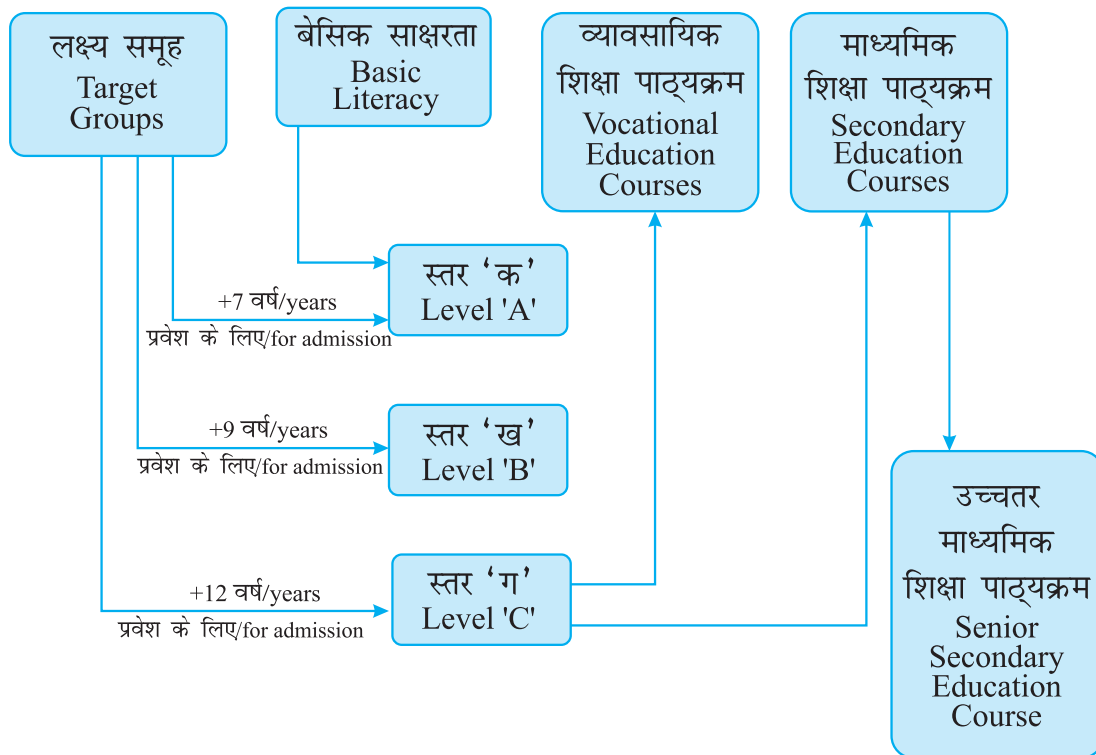 लक्ष्य समूह
Target
Groups
बेसिक साक्षरता
Basic
Literacy
व्यावसायिक
शिक्षा पाठ्यक्रम
Vocational
Education
Courses
माध्यमिक
शिक्षा पाठ्यक्रम
Secondary
Education
Courses
+7 वर्ष/years
प्रवेश के लिए/for admission
स्तर ‘क’
Level 'A'
+9 वर्ष/years
प्रवेश के लिए/for admission
स्तर ‘ख’
Level 'B'
+12 वर्ष/years
प्रवेश के लिए/for admission
स्तर ‘ग’
Level 'C'
उच्चतर
माध्यमिक
शिक्षा पाठ्यक्रम
Senior
Secondary
Education
Course